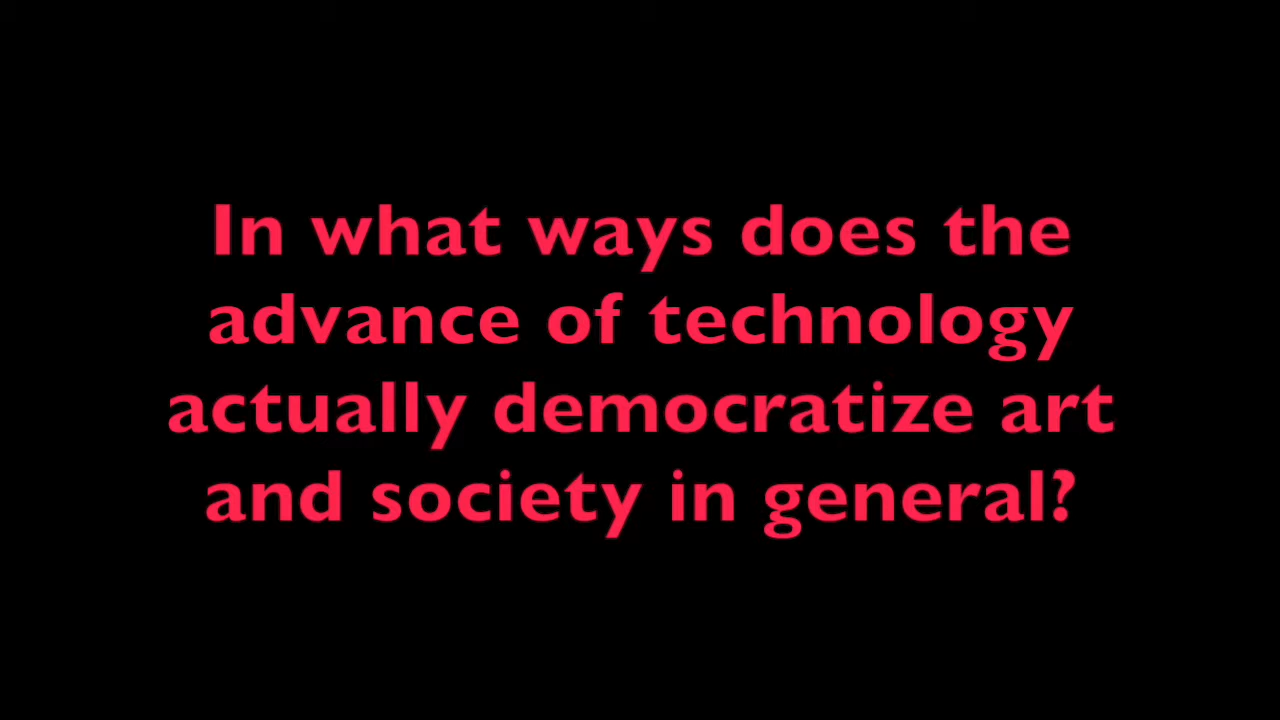 In what ways does the
advance of technology
actually democratize art
and society in general?